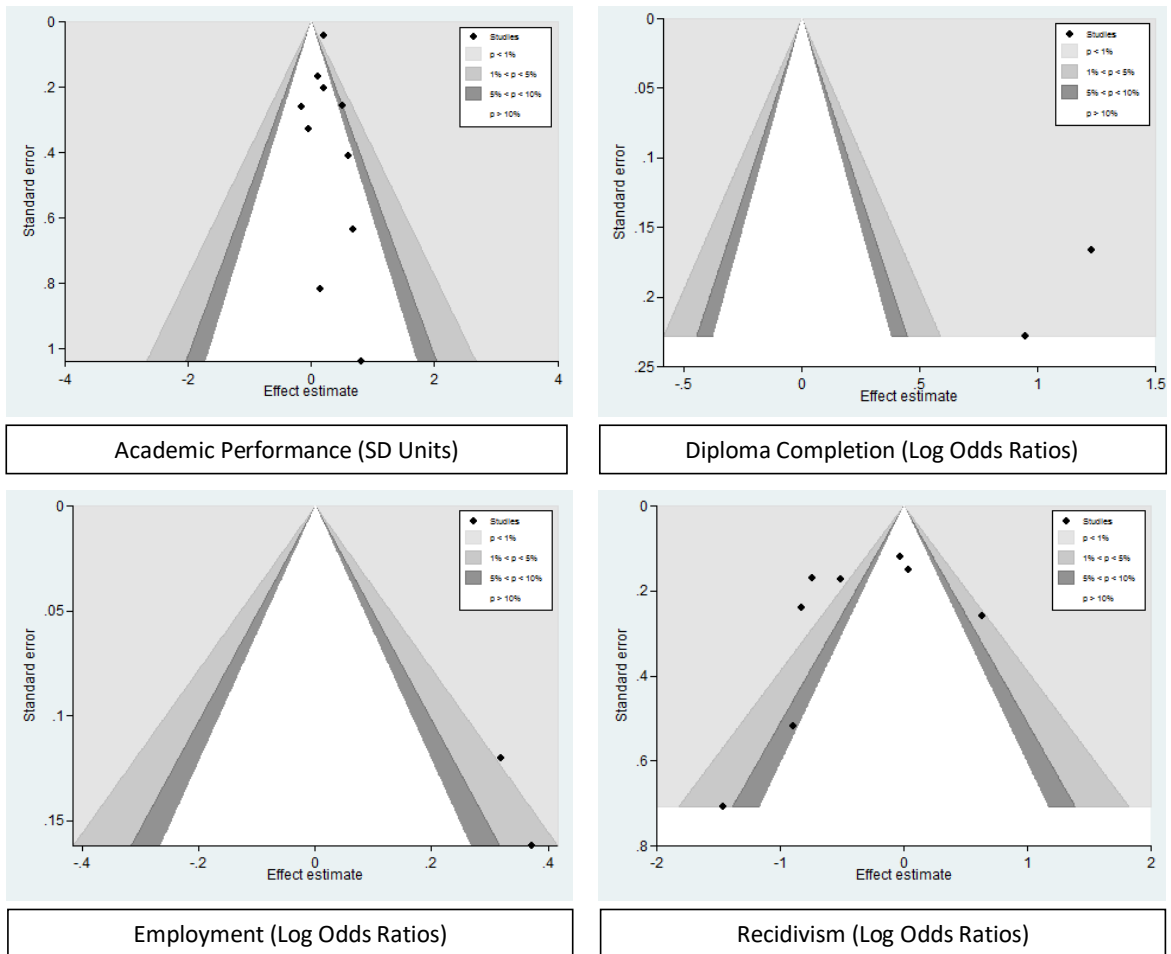 0
.2
.4
.6
.8
1
Standard error
-4
-2
0
2
4
Effect estimate
Studies
p < 1%
1% < p < 5%
5% < p < 10%
p > 10%
Academic Performance (SD Units)
0
.05
.1
.15
.2
.25
Standard error
-.5
0
.5
1
1.5
Effect estimate
Studies
p < 1%
1% < p < 5%
5% < p < 10%
p > 10%
Diploma Completion (Log Odds Ratios)
0
.05
.1
.15
Standard error
-.4
-.2
0
.2
.4
Effect estimate
Studies
p < 1%
1% < p < 5%
5% < p < 10%
p > 10%
Employment (Log Odds Ratios)
0
.2
.4
.6
.8
Standard error
-2
-1
0
1
2
Effect estimate
Studies
p < 1%
1% < p < 5%
5% < p < 10%
p > 10%
Recidivism (Log Odds Ratios)